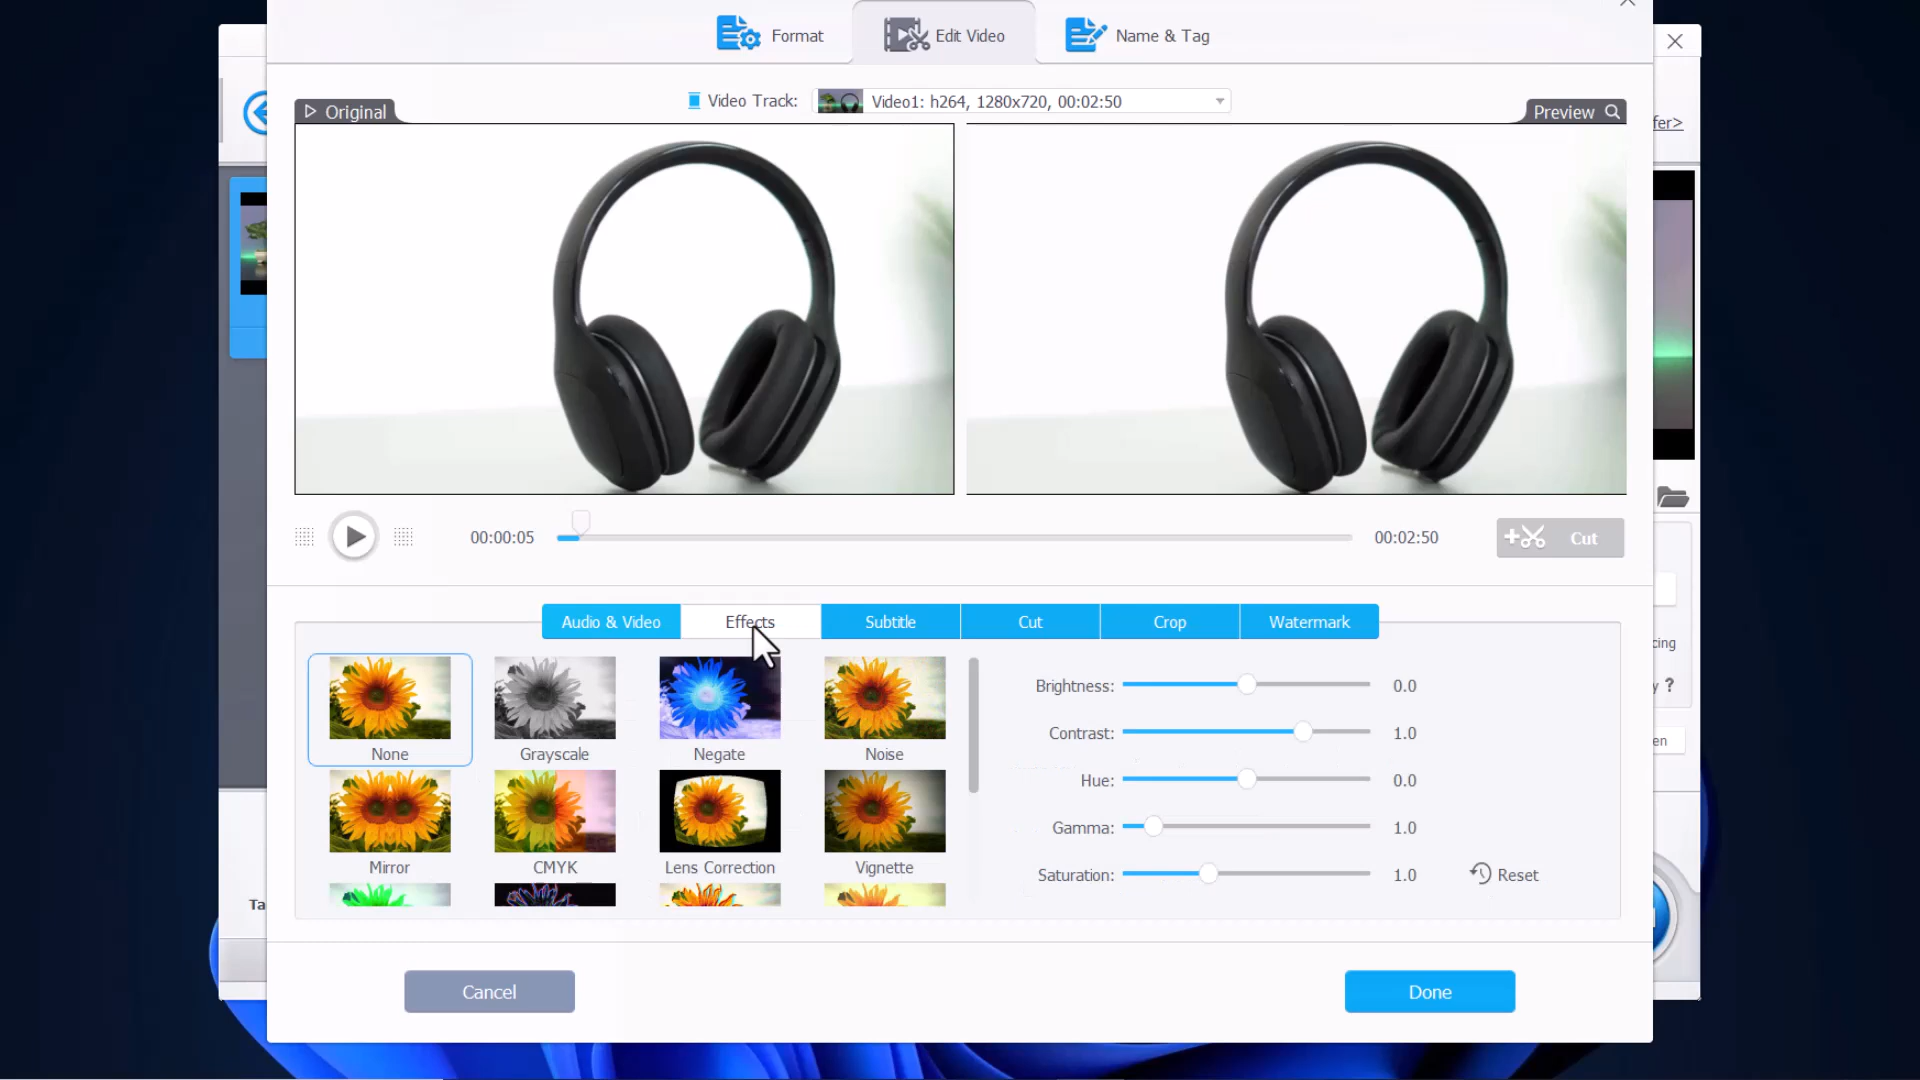 Format
Edit Video
Name & Tag
Original
Video Track:
Video1: h264, 1280x720, 00:02:50
Preview
fer>
00:00:05
00:02:50
Cut
Audio & Video
Effects
Subtitle
Cut
Crop
Watermark
None
Grayscale
Negate
Noise
Mirror
CMYK
Lens Correction
Vignette
Brightness:
0.0
Contrast:
1.0
Hue:
0.0
Gamma:
1.0
Saturation:
1.0
Reset
cing
y ?
en
Ta
Cancel
Done